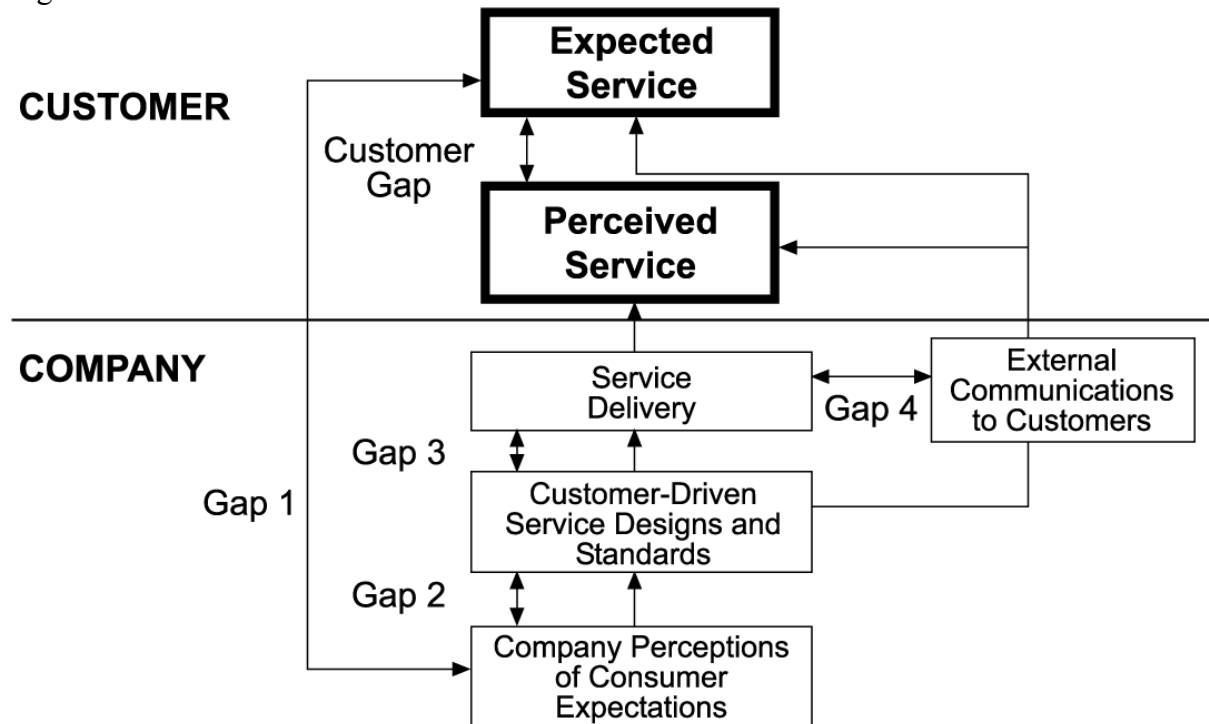 Expected
Service
CUSTOMER
Customer
Gap
Perceived
Service
COMPANY
Service
Delivery
External
Communications
to Customers
Gap 4
Gap 3
Gap 1
Customer-Driven
Service Designs and
Standards
Gap 2
Company Perceptions
of Consumer
Expectations